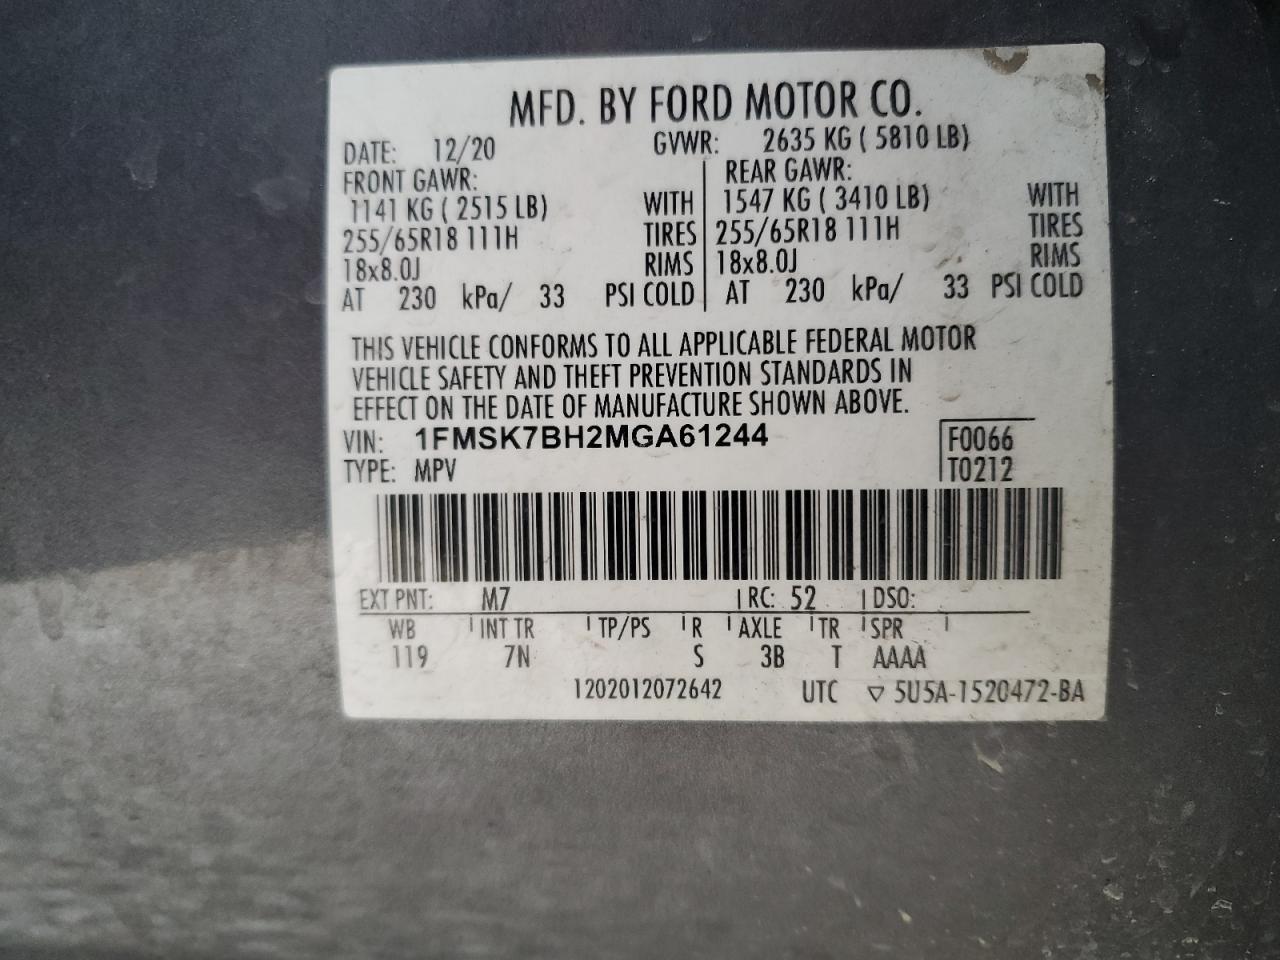 MFD. BY FORD MOTOR CO.
DATE: 12/20 GVWR: 2635 KG ( 5810 LB)
FRONT GAWR: REAR GAWR:
1141 KG ( 2515 LB) WITH 1547 KG ( 3410 LB) WITH
255/65R18 111H TIRES 255/65R18 111H TIRES
18x8.0J RIMS 18x8.0J RIMS
AT 230 kPa/ 33 PSI COLD AT 230 kPa/ 33 PSI COLD
THIS VEHICLE CONFORMS TO ALL APPLICABLE FEDERAL MOTOR
VEHICLE SAFETY AND THEFT PREVENTION STANDARDS IN
EFFECT ON THE DATE OF MANUFACTURE SHOWN ABOVE.
VIN: 1FMSK7BH2MGA61244 F0066
TYPE: MPV T0212
EXT PNT: M7 RC: 52 DSO:
WB INT TR TP/PS R AXLE TR SPR
119 7N S 3B T AAAA
1202012072642 UTC ▽ 5U5A-1520472-BA